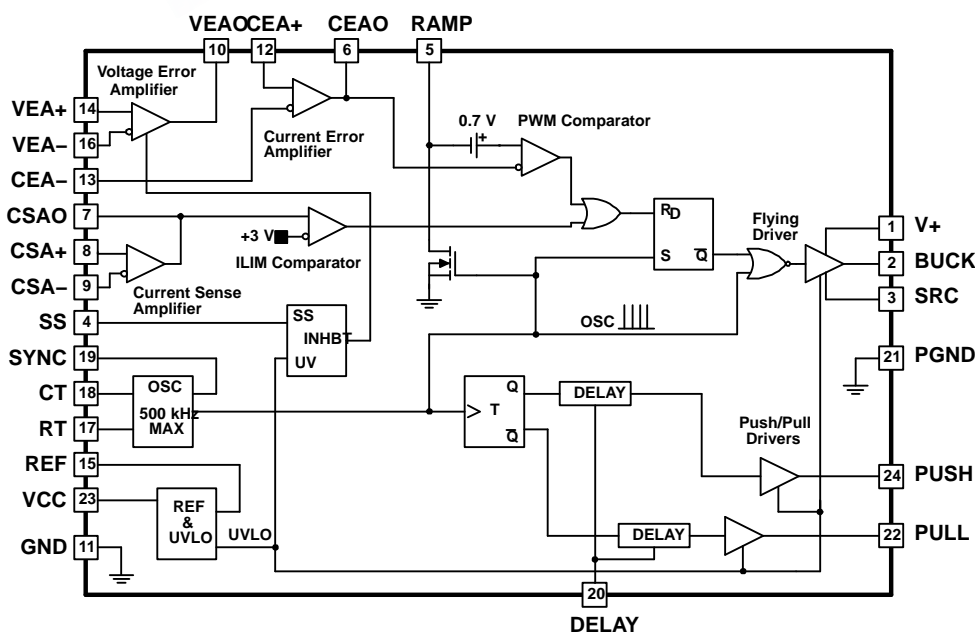 VEAO
CEA+
CEAO
RAMP
10
12
6
5
Voltage Error
Amplifier
VEA+
14
VEA−
16
CEA−
13
Current Error
Amplifier
0.7 V
+
PWM Comparator
CSAO
7
CSA+
8
CSA−
9
+3 V
ILIM Comparator
Current Sense
Amplifier
RD
S
Q
Flying
Driver
1
V+
2
BUCK
3
SRC
SS
4
SS
INHBT
UV
OSC
SYNC
19
CT
18
RT
17
OSC
500 kHz
MAX
21
PGND
Q
T
Q
DELAY
Push/Pull
Drivers
REF
15
VCC
23
GND
11
REF
&
UVLO
UVLO
DELAY
24
PUSH
22
PULL
20
DELAY